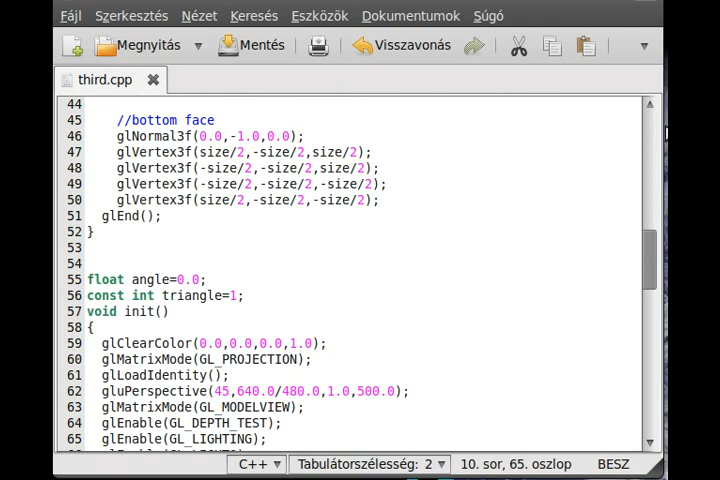 Fájl Szerkesztés Nézet Keresés Eszközök Dokumentumok Súgó
Megnyitás Mentés Visszavonás
third.cpp
44
45 //bottom face
46 glNormal3f(0.0,-1.0,0.0);
47 glVertex3f(size/2,-size/2,size/2);
48 glVertex3f(-size/2,-size/2,size/2);
49 glVertex3f(-size/2,-size/2,-size/2);
50 glVertex3f(size/2,-size/2,-size/2);
51 glEnd();
52 }
53
54
55 float angle=0.0;
56 const int triangle=1;
57 void init()
58 {
59 glClearColor(0.0,0.0,0.0,1.0);
60 glMatrixMode(GL_PROJECTION);
61 glLoadIdentity();
62 gluPerspective(45,640.0/480.0,1.0,500.0);
63 glMatrixMode(GL_MODELVIEW);
64 glEnable(GL_DEPTH_TEST);
65 glEnable(GL_LIGHTING);
C++ Tabulátorszélesség: 2 10. sor, 65. oszlop BESZ